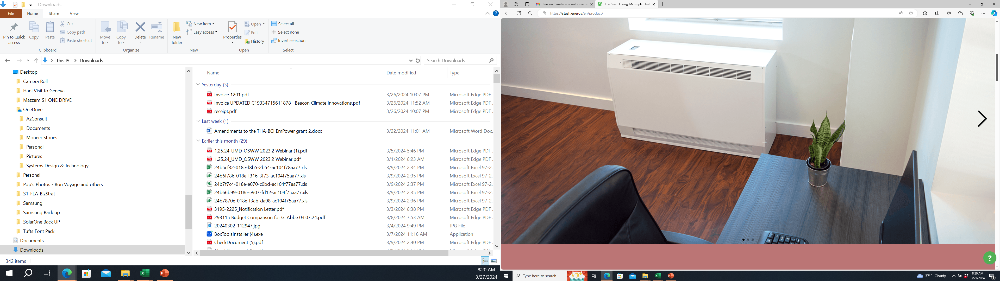 Downloads
File
Home
Share
View
Pin to Quick access
Copy
Paste
Cut
Copy path
Paste shortcut
Clipboard
Move to
Copy to
Delete
Rename
Organize
New folder
New item
Easy access
New
Properties
Open
Edit
History
Open
Select all
Select none
Invert selection
Select
This PC
Downloads
Search Downloads
Desktop
Camera Roll
Hani Visit to Geneva
Mazzam S1 ONE DRIVE
OneDrive
AzConsult
Documents
Moneer Stories
Personal
Pictures
Systems Design & Technology
Personal
Pop's Photos - Bon Voyage and others
S1-FLA-BizStrat
Samsung
Samsung Back up
SolarOne Back UP
Tufts Font Pack
Documents
Downloads
Name Date modified Type
Yesterday (3)
Invoice 1201.pdf 3/26/2024 10:07 PM Microsoft Edge PDF .
Invoice UPDATED C19334715611878 Beacon Climate Innovations.pdf 3/26/2024 11:52 AM Microsoft Edge PDF .
receipt.pdf 3/26/2024 10:07 PM Microsoft Edge PDF .
Last week (1)
Amendments to the THA-BCI EmPower grant 2.docx 3/22/2024 11:01 AM Microsoft Word Doc.
Earlier this month (29)
1.25.24_UMD_OSWW 2023.2 Webinar (1).pdf 3/5/2024 5:46 PM Microsoft Edge PDF .
1.25.24_UMD_OSWW 2023.2 Webinar.pdf 3/1/2024 8:23 AM Microsoft Edge PDF .
24b5cf32-018e-f8b5-2b54-ac104f78aa77.xls 3/9/2024 2:34 PM Microsoft Excel 97-2..
24b6f786-018e-f316-3f73-ac104f75aa77.xls 3/9/2024 2:35 PM Microsoft Excel 97-2..
24b7f7c4-018e-e070-c0bd-ac104f77aa77.xls 3/9/2024 2:37 PM Microsoft Excel 97-2..
24b66b99-018e-e907-fd12-ac104f75aa77.xls 3/9/2024 2:35 PM Microsoft Excel 97-2..
24b7870e-018e-f3ab-da98-ac104f75aa77.xls 3/9/2024 2:36 PM Microsoft Excel 97-2..
3195-2225_Notification Letter.pdf 3/3/2024 8:38 PM Microsoft Edge PDF .
293115 Budget Comparison for G. Abbe 03.07.24.pdf 3/8/2024 7:53 AM Microsoft Edge PDF .
20240302_112947.jpg 3/4/2024 9:49 PM JPG File
BoxToolsInstaller (4).exe 3/7/2024 11:16 AM Application
CheckDocument (5).pdf 3/9/2024 2:40 PM Microsoft Edge PDF .
342 items
8:20 AM
3/27/2024
Beacon Climate account - mazza
The Stash Energy Mini-Split Heat
https://stash.energy/en/product/
?
Type here to search
37°F Cloudy
8:20 AM
3/27/2024